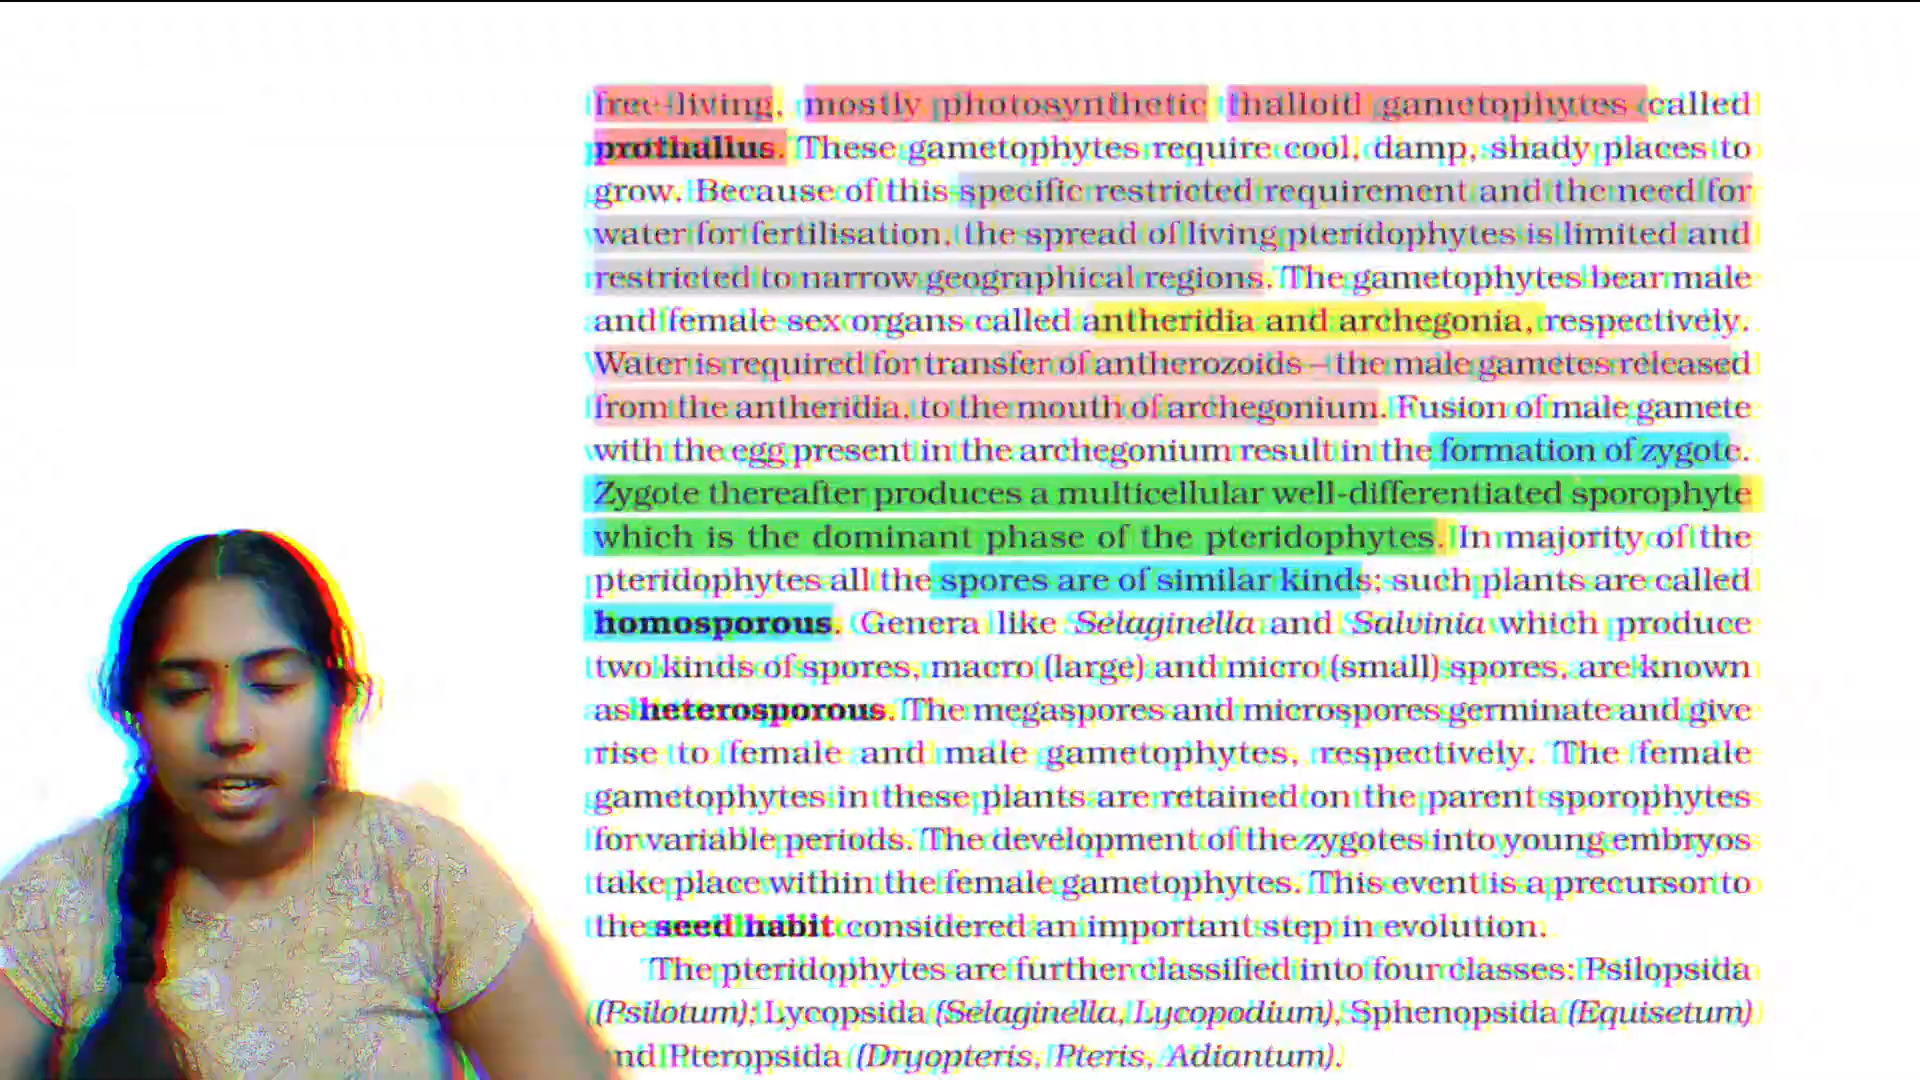 free-living, mostly photosynthetic thalloid gametophytes called
prothallus. These gametophytes require cool, damp, shady places to
grow. Because of this specific restricted requirement and the need for
water for fertilisation, the spread of living pteridophytes is limited and
restricted to narrow geographical regions. The gametophytes bear male
and female sex organs called antheridia and archegonia, respectively.
Water is required for transfer of antherozoids – the male gametes released
from the antheridia, to the mouth of archegonium. Fusion of male gamete
with the egg present in the archegonium result in the formation of zygote.
Zygote thereafter produces a multicellular well-differentiated sporophyte
which is the dominant phase of the pteridophytes. In majority of the
pteridophytes all the spores are of similar kinds; such plants are called
homosporous. Genera like Selaginella and Salvinia which produce
two kinds of spores, macro (large) and micro (small) spores, are known
as heterosporous. The megaspores and microspores germinate and give
rise to female and male gametophytes, respectively. The female
gametophytes in these plants are retained on the parent sporophytes
for variable periods. The development of the zygotes into young embryos
take place within the female gametophytes. This event is a precursor to
the seed habit considered an important step in evolution.
The pteridophytes are further classified into four classes: Psilopsida
(Psilotum); Lycopsida (Selaginella, Lycopodium), Sphenopsida (Equisetum)
nd Pteropsida (Dryopteris, Pteris, Adiantum).